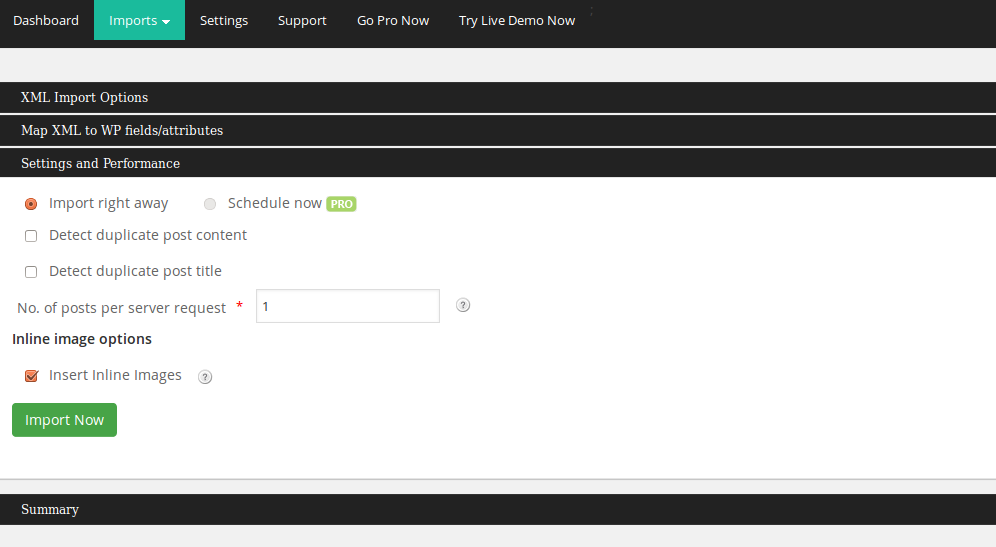 Dashboard Imports Settings Support Go Pro Now Try Live Demo Now ;
XML Import Options
Map XML to WP fields/attributes
Settings and Performance
Import right away Schedule now PRO
Detect duplicate post content
Detect duplicate post title
No. of posts per server request * 1 ?
Inline image options
Insert Inline Images ?
Import Now
Summary